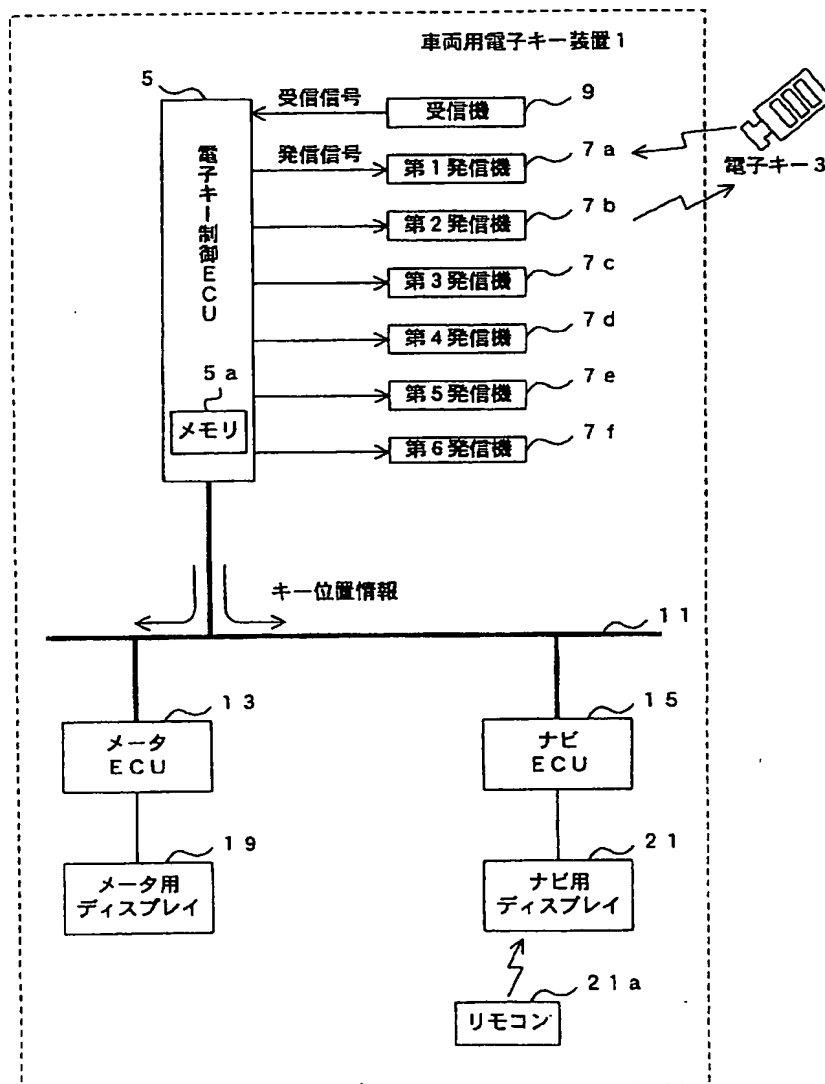 車両用電子キー装置1
5
受信信号
受信機
9
電子キー3
電子キー制御ECU
発信信号
第1発信機
7a
第2発信機
7b
第3発信機
7c
第4発信機
7d
5a
メモリ
第5発信機
7e
第6発信機
7f
キー位置情報
11
13
メータ
ECU
15
ナビ
ECU
19
メータ用
ディスプレイ
21
ナビ用
ディスプレイ
21a
リモコン